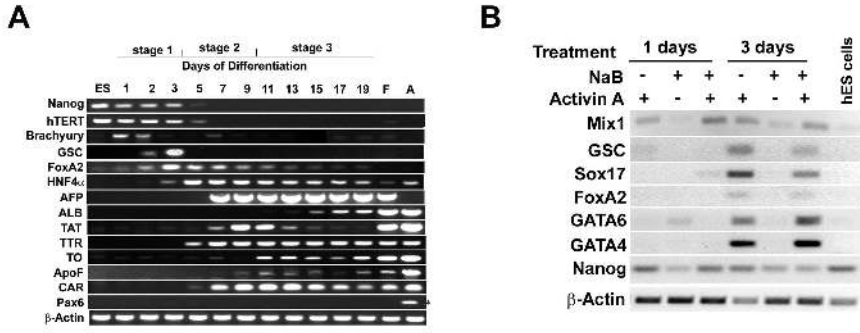 A
stage 1 stage 2 stage 3
Days of Differentiation
ES 1 2 3 5 7 9 11 13 15 17 19 F A
Nanog
hTERT
Brachyury
GSC
FoxA2
HNF4α
AFP
ALB
TAT
TTR
TO
ApoF
CAR
Pax6 *
β-Actin
B
Treatment 1 days 3 days hES cells
NaB - + + - + +
Activin A + - + + - +
Mix1
GSC
Sox17
FoxA2
GATA6
GATA4
Nanog
β-Actin